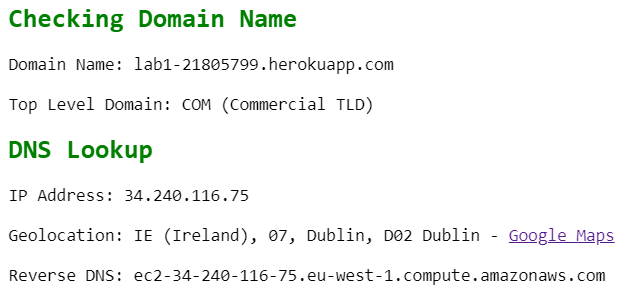 Checking Domain Name
Domain Name: lab1-21805799.herokuapp.com
Top Level Domain: COM (Commercial TLD)
DNS Lookup
IP Address: 34.240.116.75
Geolocation: IE (Ireland), 07, Dublin, D02 Dublin - Google Maps
Reverse DNS: ec2-34-240-116-75.eu-west-1.compute.amazonaws.com